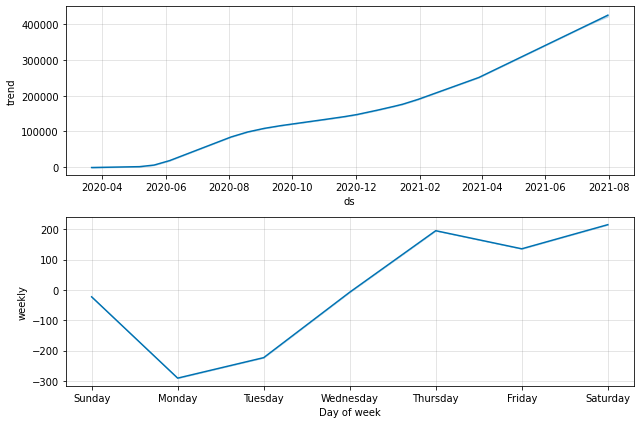 400000
300000
200000
100000
0
trend
2020-04 2020-06 2020-08 2020-10 2020-12 2021-02 2021-04 2021-06 2021-08
ds
200
100
0
−100
−200
−300
weekly
Sunday Monday Tuesday Wednesday Thursday Friday Saturday
Day of week